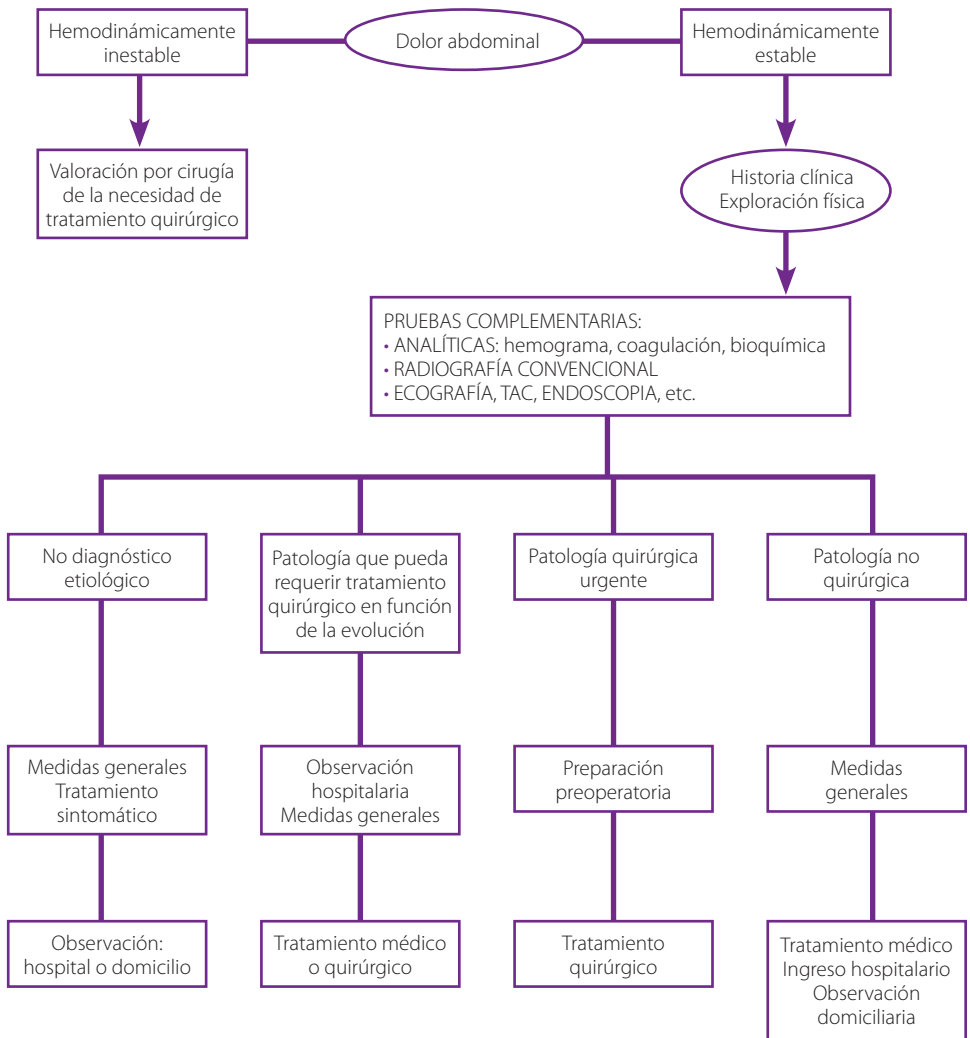 Hemodinámicamente
inestable
Dolor abdominal
Hemodinámicamente
estable
Valoración por cirugía
de la necesidad de
tratamiento quirúrgico
Historia clínica
Exploración física
PRUEBAS COMPLEMENTARIAS:
• ANALÍTICAS: hemograma, coagulación, bioquímica
• RADIOGRAFÍA CONVENCIONAL
• ECOGRAFÍA, TAC, ENDOSCOPIA, etc.
No diagnóstico
etiológico
Patología que pueda
requerir tratamiento
quirúrgico en función
de la evolución
Patología quirúrgica
urgente
Patología no
quirúrgica
Medidas generales
Tratamiento
sintomático
Observación
hospitalaria
Medidas generales
Preparación
preoperatoria
Medidas
generales
Observación:
hospital o domicilio
Tratamiento médico
o quirúrgico
Tratamiento
quirúrgico
Tratamiento médico
Ingreso hospitalario
Observación
domiciliaria